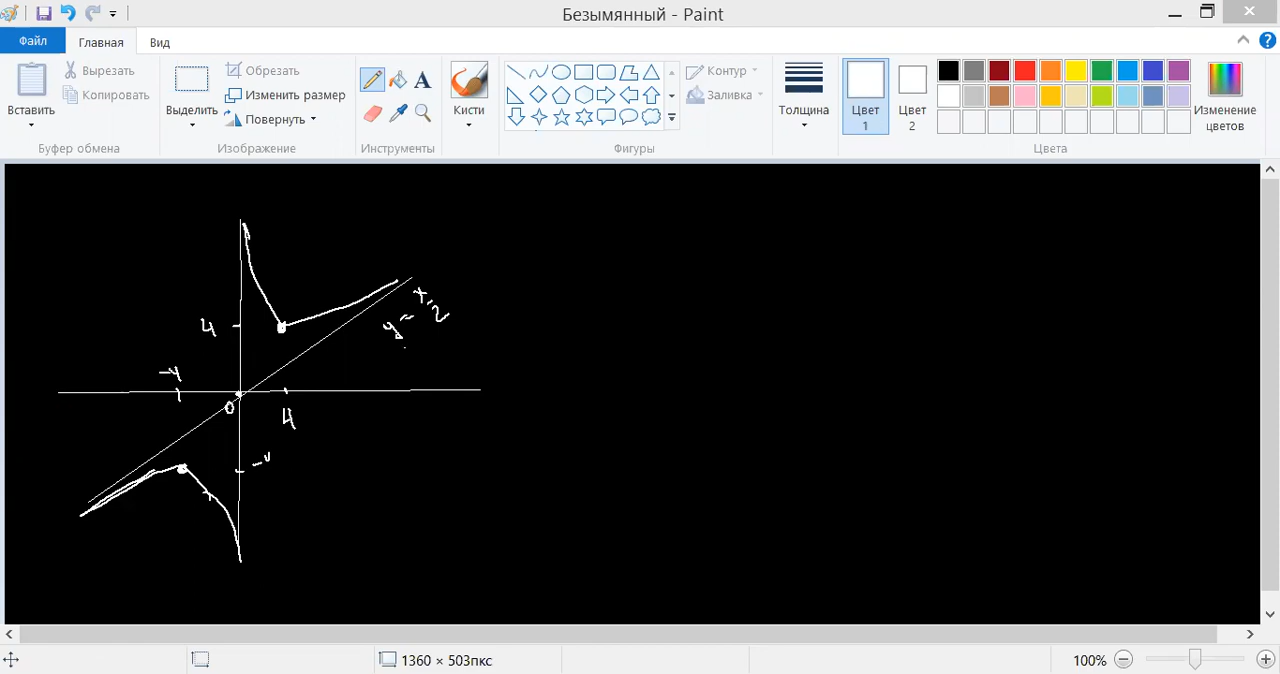 Безымянный - Paint
Файл
Главная
Вид
Вставить
Вырезать
Копировать
Буфер обмена
Выделить
Обрезать
Изменить размер
Повернуть
Изображение
A
Инструменты
Кисти
Фигуры
Контур
Заливка
Толщина
Цвет
1
Цвет
2
Изменение
цветов
Цвета
4
-4
0
4
y = x/2
1360 × 503пкс
100%